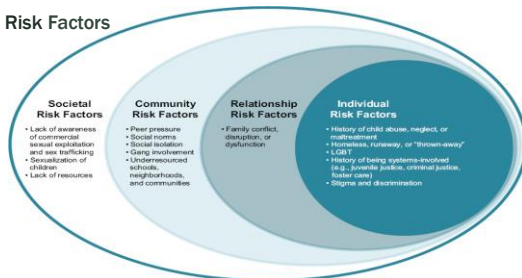 Risk Factors
Societal
Risk Factors
• Lack of awareness
of commercial
sexual exploitation
and sex trafficking
• Sexualization of
children
• Lack of resources
Community
Risk Factors
• Peer pressure
• Social norms
• Social isolation
• Gang involvement
• Underresourced
schools,
neighborhoods,
and communities
Relationship
Risk Factors
• Family conflict,
disruption, or
dysfunction
Individual
Risk Factors
• History of child abuse, neglect, or
maltreatment
• Homeless, runaway, or "thrown-away"
• LGBT
• History of being systems-involved
(e.g., juvenile justice, criminal justice,
foster care)
• Stigma and discrimination